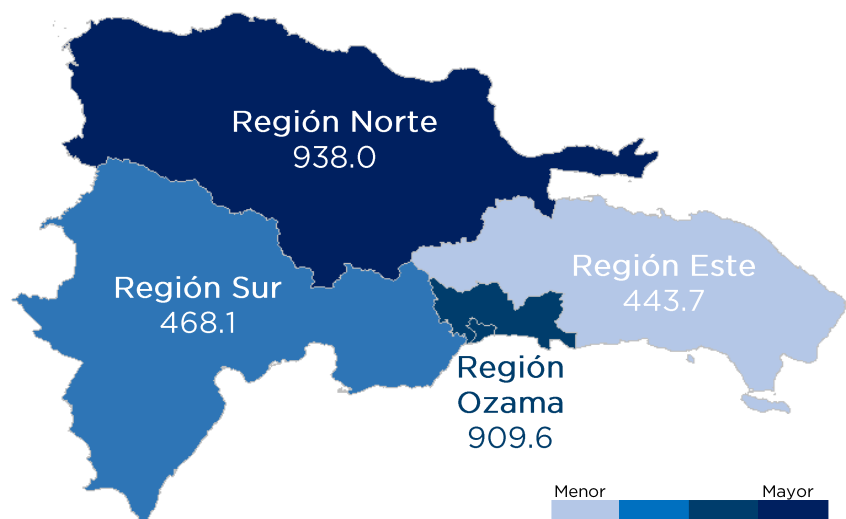 Región Norte
938.0
Región Sur
468.1
Región Este
443.7
Región
Ozama
909.6
Menor
Mayor